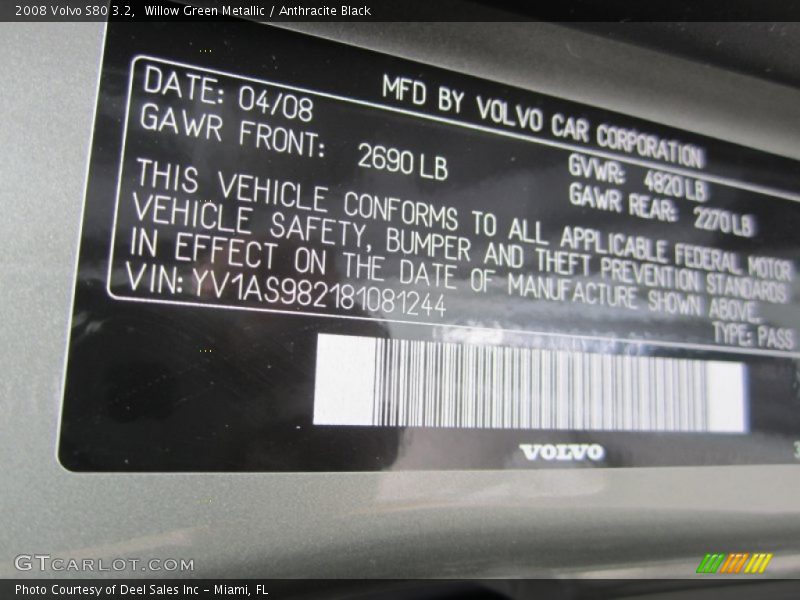 2008 Volvo S80 3.2, Willow Green Metallic / Anthracite Black
MFD BY VOLVO CAR CORPORATION
DATE: 04/08
GVWR: 4820 LB
GAWR FRONT: 2690 LB
GAWR REAR: 2270 LB
THIS VEHICLE CONFORMS TO ALL APPLICABLE FEDERAL MOTOR
VEHICLE SAFETY, BUMPER AND THEFT PREVENTION STANDARDS
IN EFFECT ON THE DATE OF MANUFACTURE SHOWN ABOVE.
VIN: YV1AS982181081244
TYPE: PASS
VOLVO
GTCARLOT.COM
Photo Courtesy of Deel Sales Inc - Miami, FL